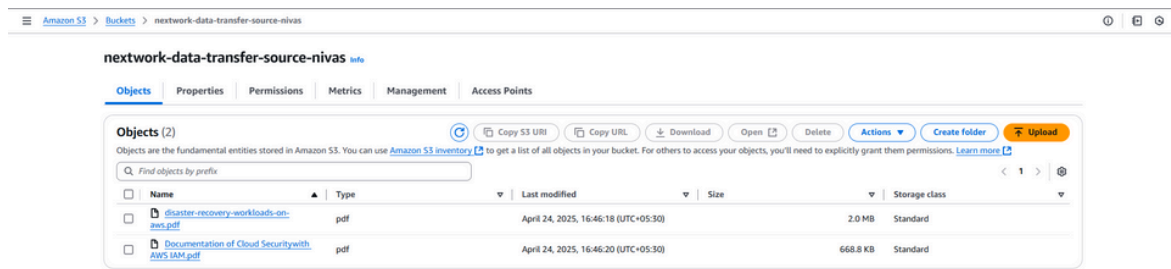 Amazon S3 > Buckets > nextwork-data-transfer-source-nivas
nextwork-data-transfer-source-nivas Info
Objects Properties Permissions Metrics Management Access Points
Objects (2) Copy S3 URI Copy URL Download Open Delete Actions Create folder Upload
Objects are the fundamental entities stored in Amazon S3. You can use Amazon S3 inventory to get a list of all objects in your bucket. For others to access your objects, you'll need to explicitly grant them permissions. Learn more
Find objects by prefix 1
Name Type Last modified Size Storage class
disaster-recovery-workloads-on-
aws.pdf pdf April 24, 2025, 16:46:18 (UTC+05:30) 2.0 MB Standard
Documentation of Cloud Securitywith
AWS IAM.pdf pdf April 24, 2025, 16:46:20 (UTC+05:30) 668.8 KB Standard